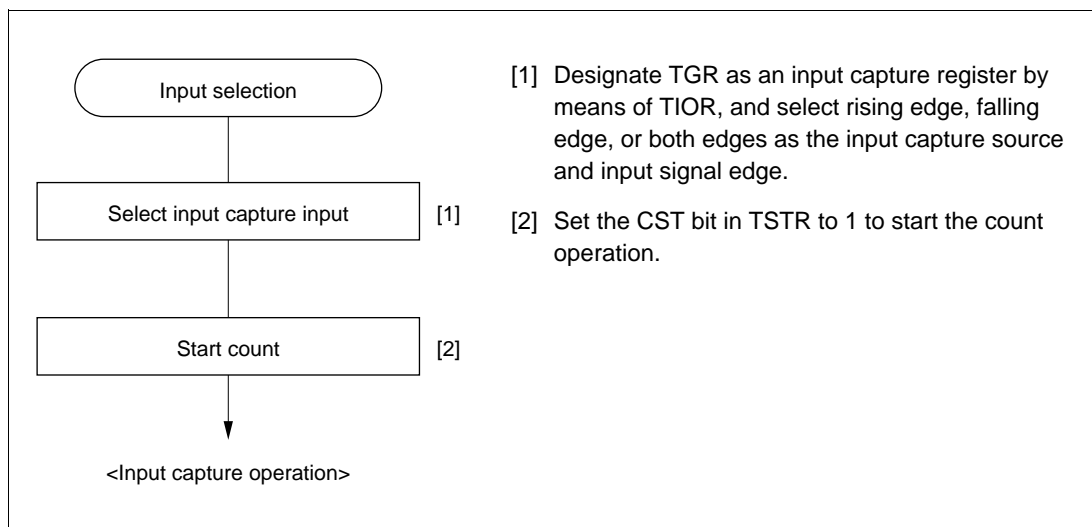 Input selection
Select input capture input
[1]
Start count
[2]
<Input capture operation>
[1] Designate TGR as an input capture register by
means of TIOR, and select rising edge, falling
edge, or both edges as the input capture source
and input signal edge.
[2] Set the CST bit in TSTR to 1 to start the count
operation.